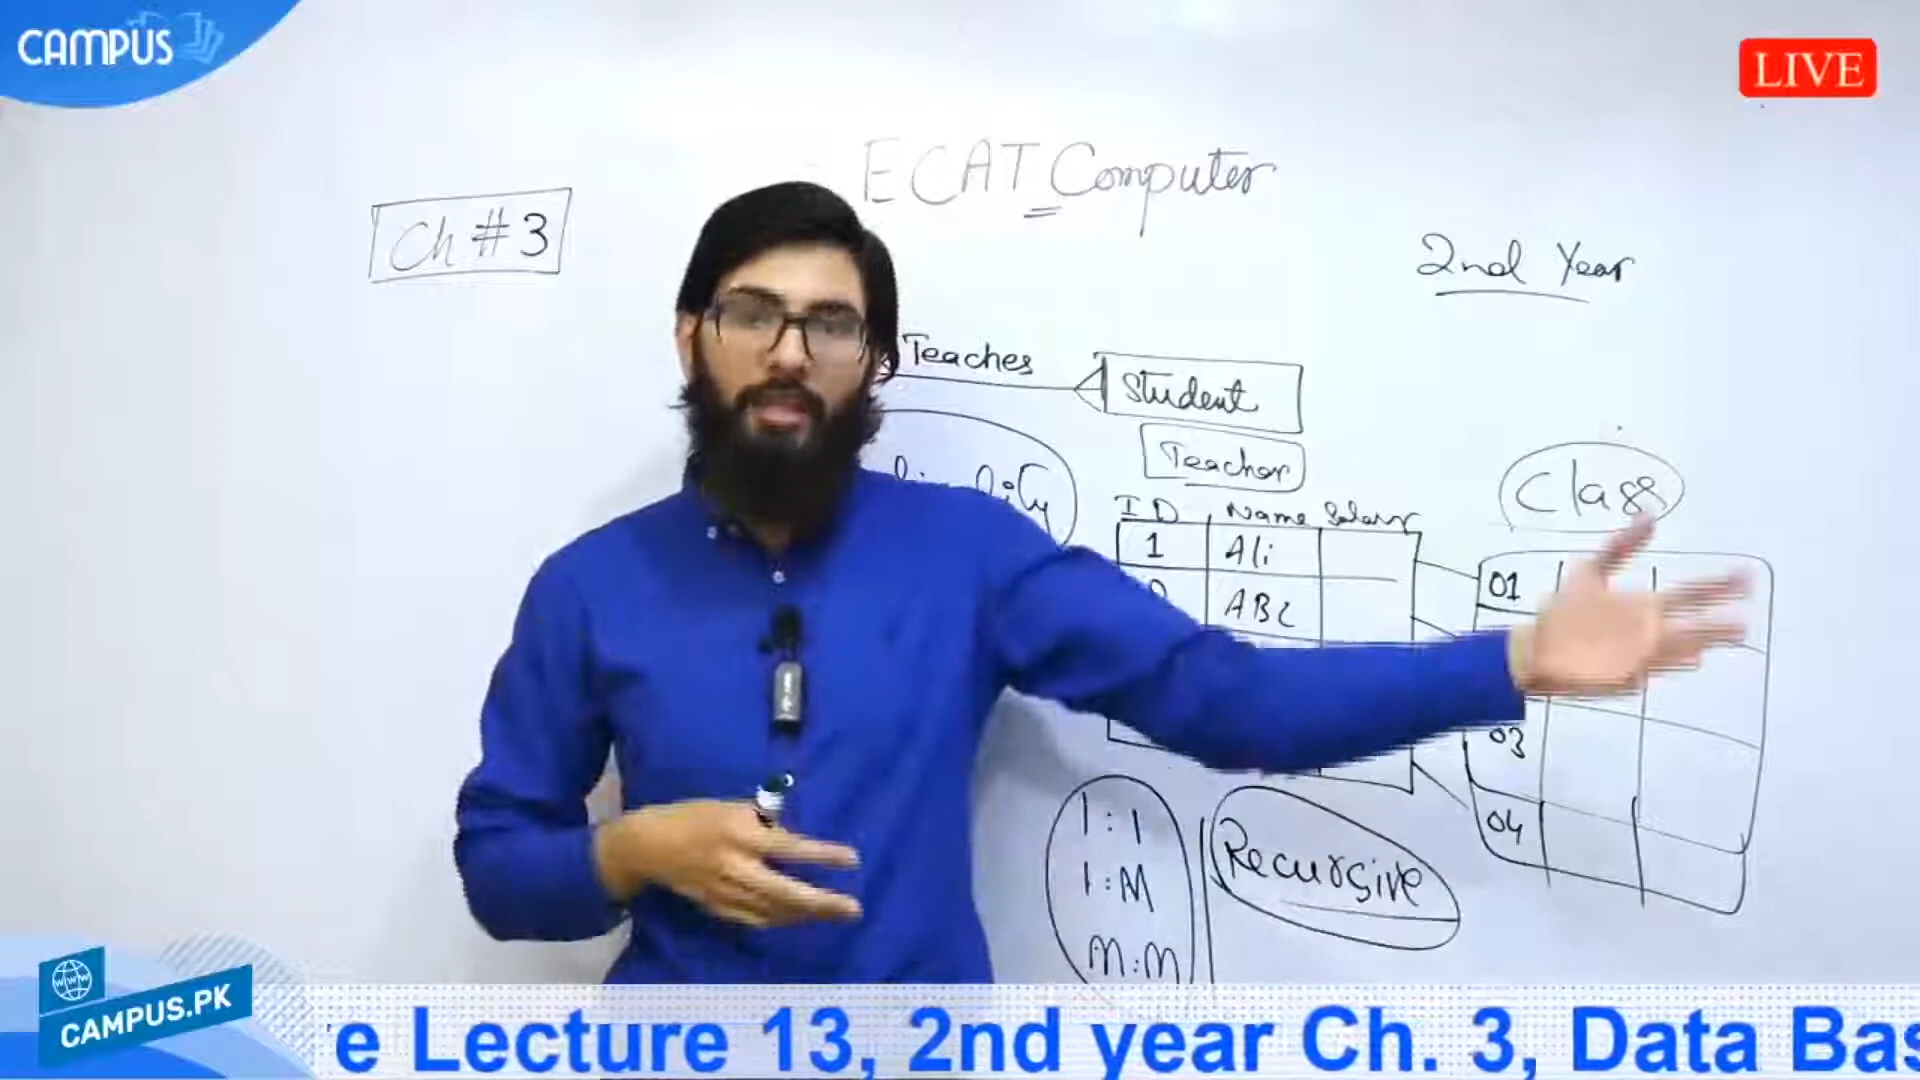 CAMPUS
LIVE
ECAT Computer
Ch #3
2nd Year
Teaches
Student
Teacher
Class
ID Name Salary
1 Ali
ABC
01
03
04
1:1
1:M
M:M
Recursive
WWW
CAMPUS.PK
e Lecture 13, 2nd year Ch. 3, Data Bas